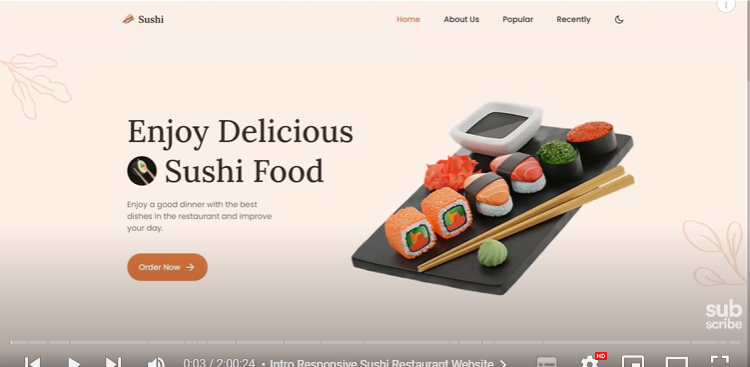 Sushi
Home About Us Popular Recently
Enjoy Delicious
Sushi Food
Enjoy a good dinner with the best
dishes in the restaurant and improve
your day.
Order Now →
sub
scribe
HD
0:03 / 2:00:24 • Intro Responsive Sushi Restaurant Website >